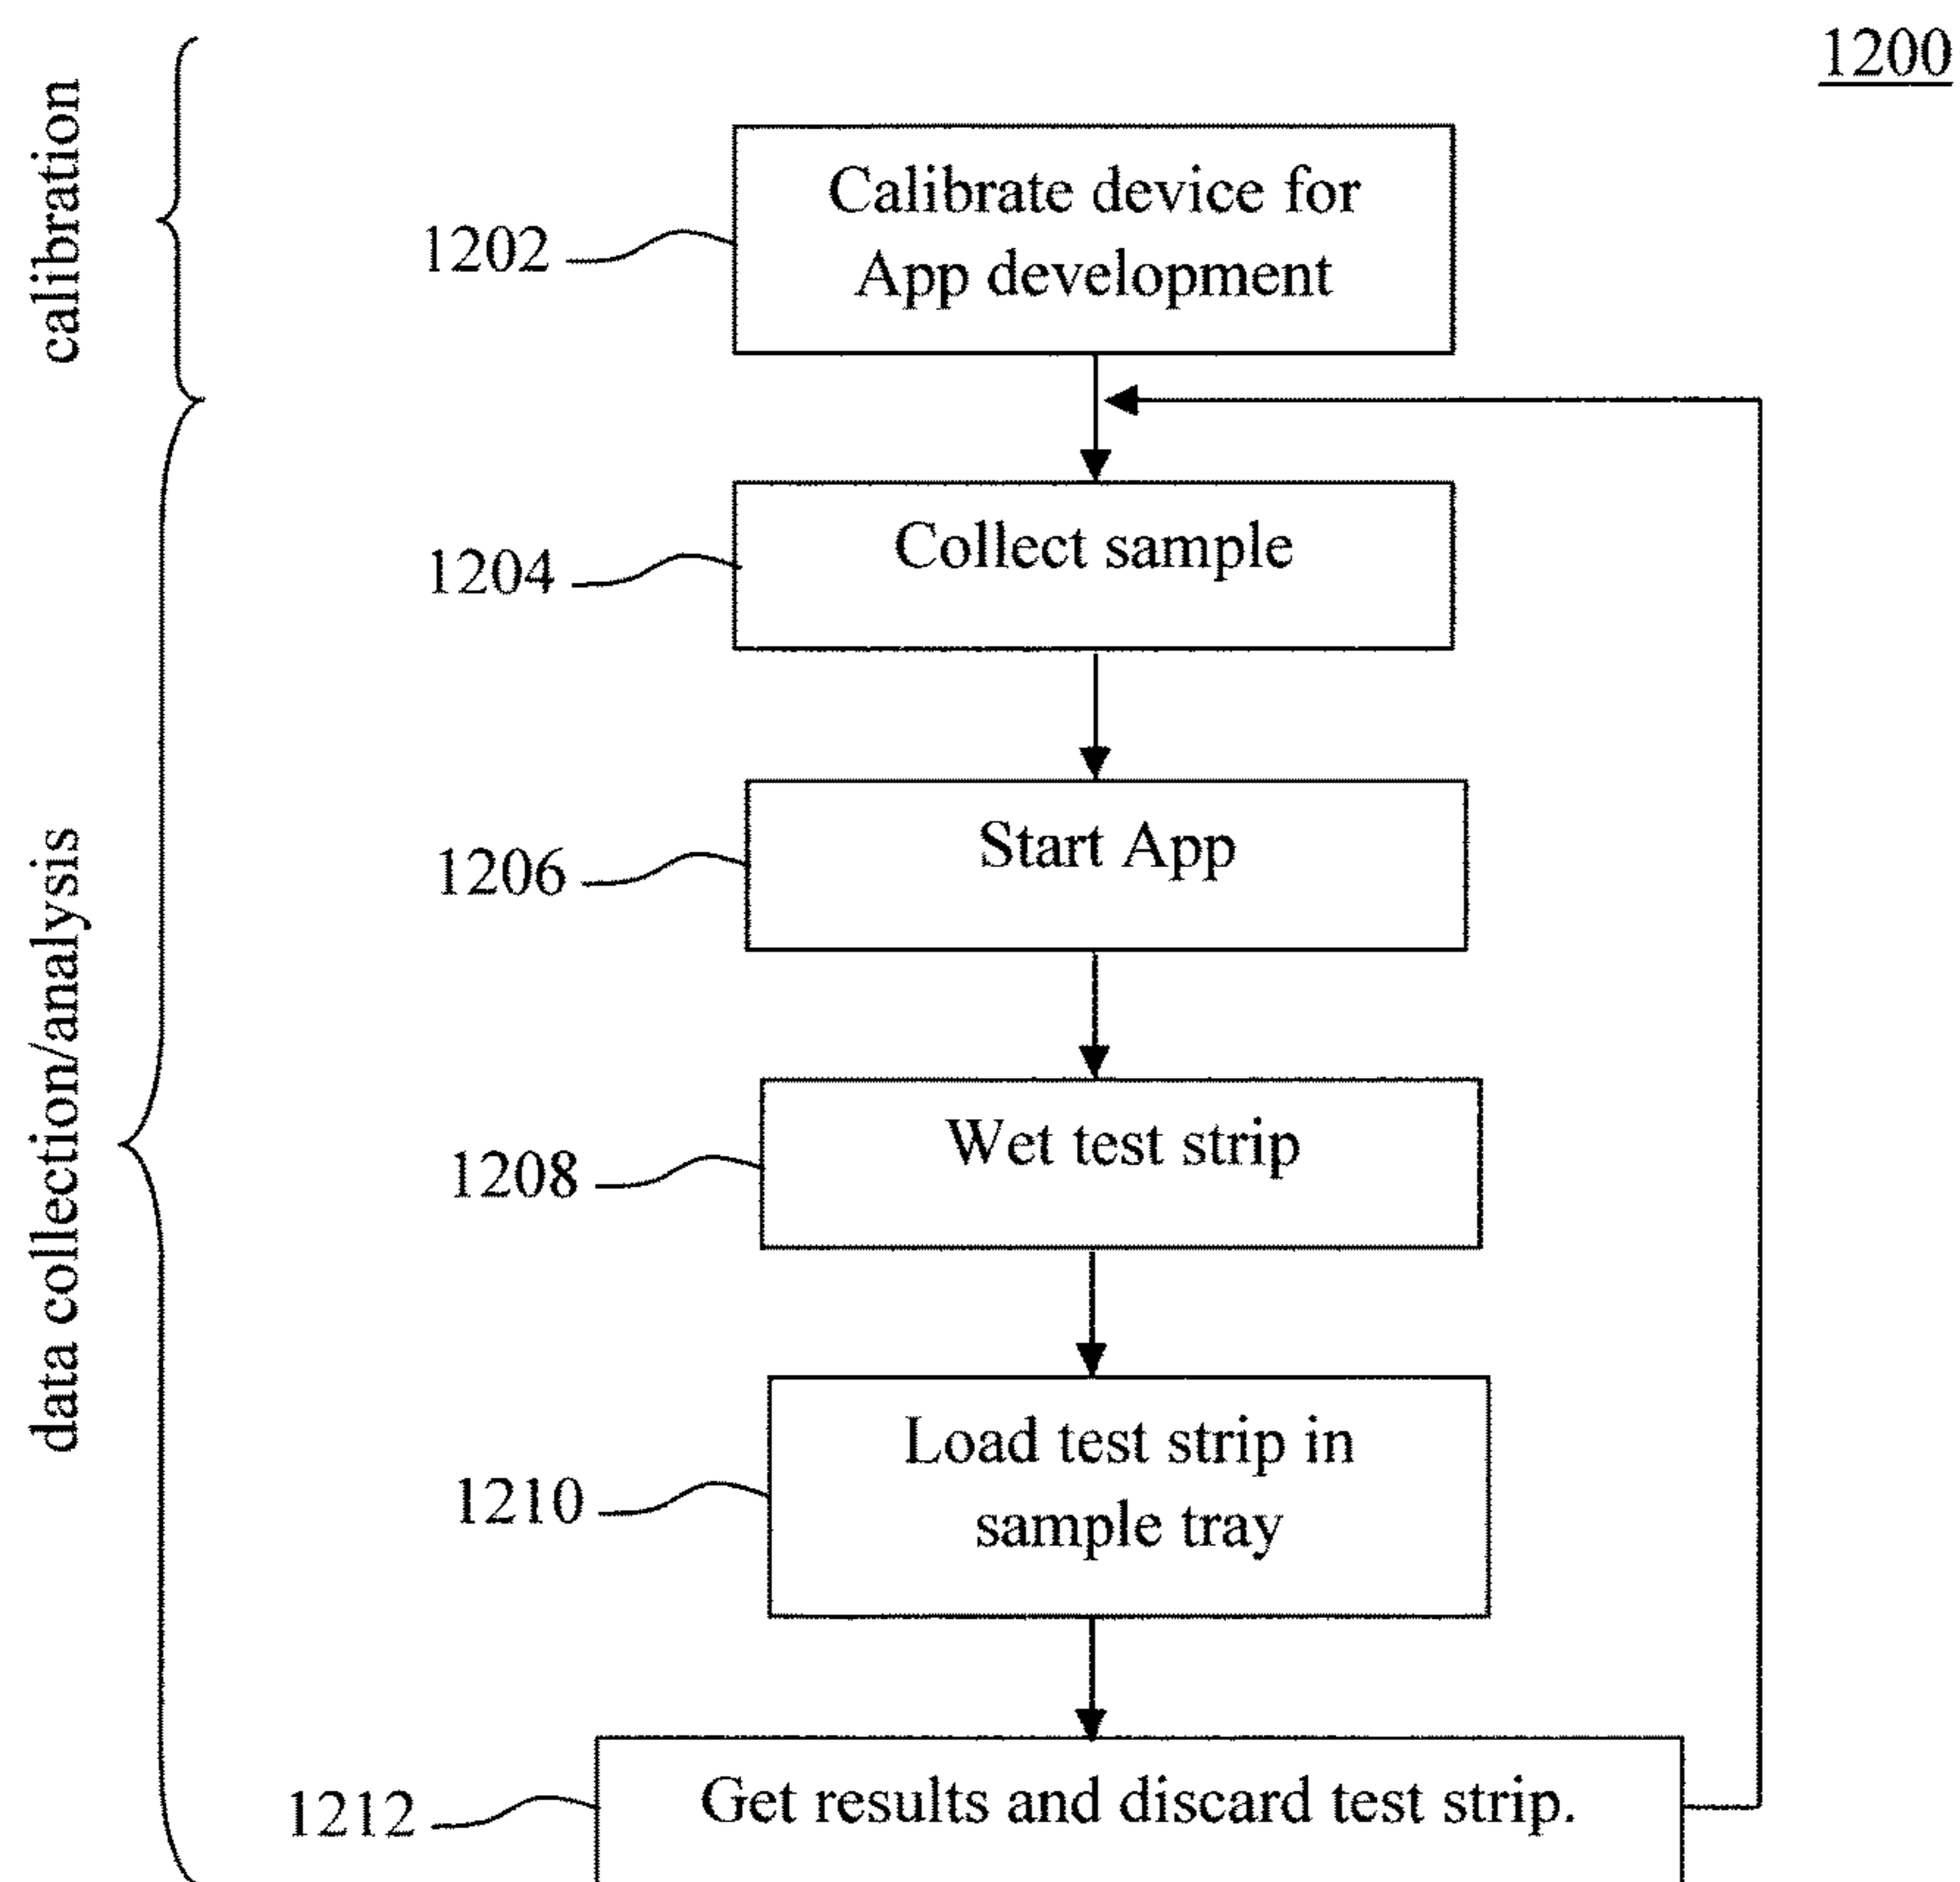 1200
calibration
1202
Calibrate device for
App development
1204
Collect sample
1206
Start App
data collection/analysis
1208
Wet test strip
1210
Load test strip in
sample tray
1212
Get results and discard test strip.